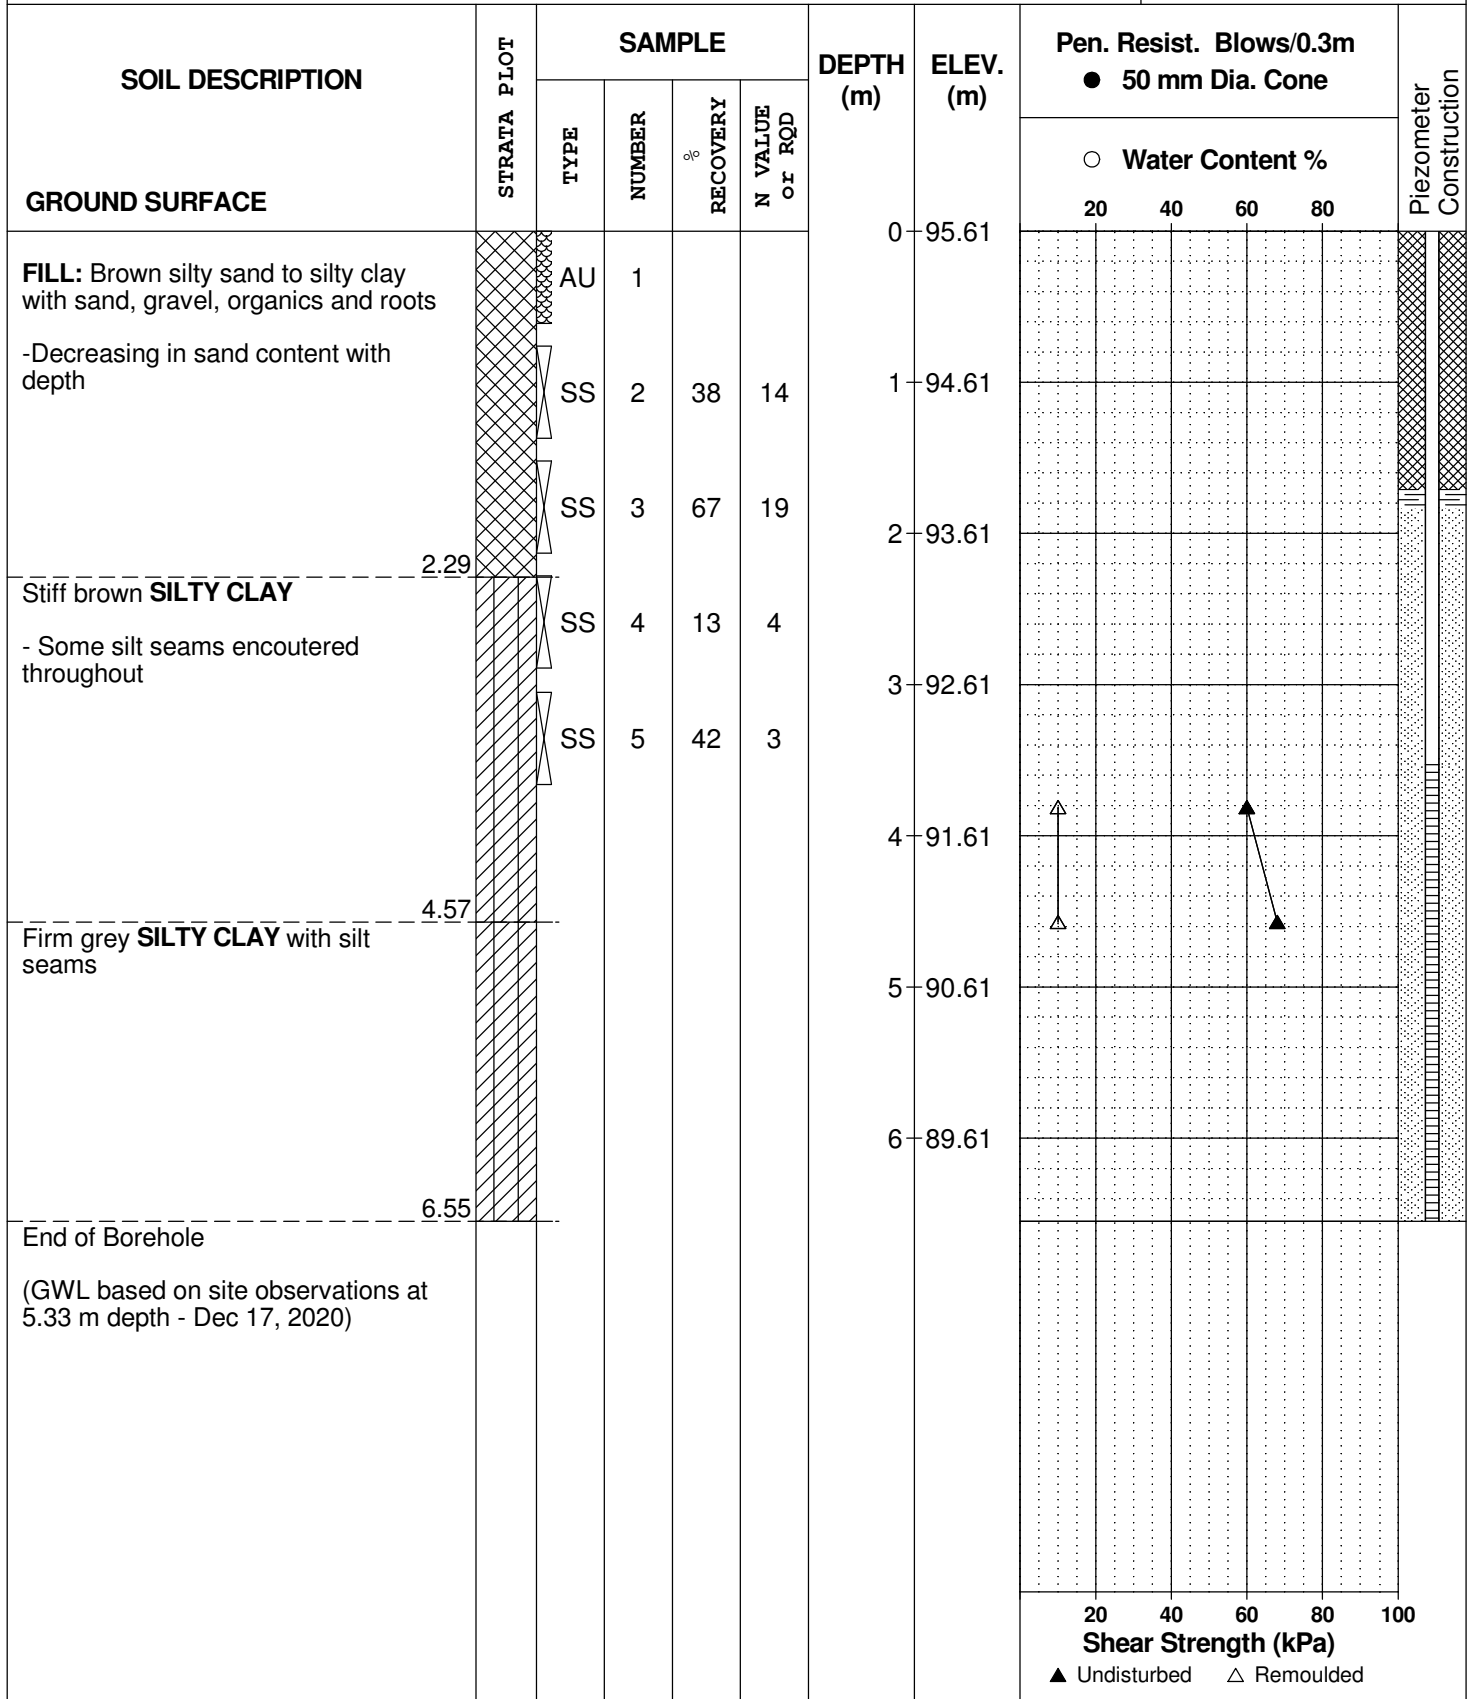 SOIL DESCRIPTION
GROUND SURFACE
STRATA PLOT
SAMPLE
TYPE
NUMBER
%
RECOVERY
N VALUE
or RQD
DEPTH
(m)
ELEV.
(m)
Pen. Resist. Blows/0.3m
● 50 mm Dia. Cone
○ Water Content %
20 40 60 80
Piezometer
Construction
0 95.61
FILL: Brown silty sand to silty clay
with sand, gravel, organics and roots
AU 1
-Decreasing in sand content with
depth
1 94.61
SS 2 38 14
SS 3 67 19
2 93.61
2.29
Stiff brown SILTY CLAY
SS 4 13 4
- Some silt seams encoutered
throughout
3 92.61
SS 5 42 3
4 91.61
4.57
Firm grey SILTY CLAY with silt
seams
5 90.61
6 89.61
6.55
End of Borehole
(GWL based on site observations at
5.33 m depth - Dec 17, 2020)
20 40 60 80 100
Shear Strength (kPa)
▲ Undisturbed △ Remoulded